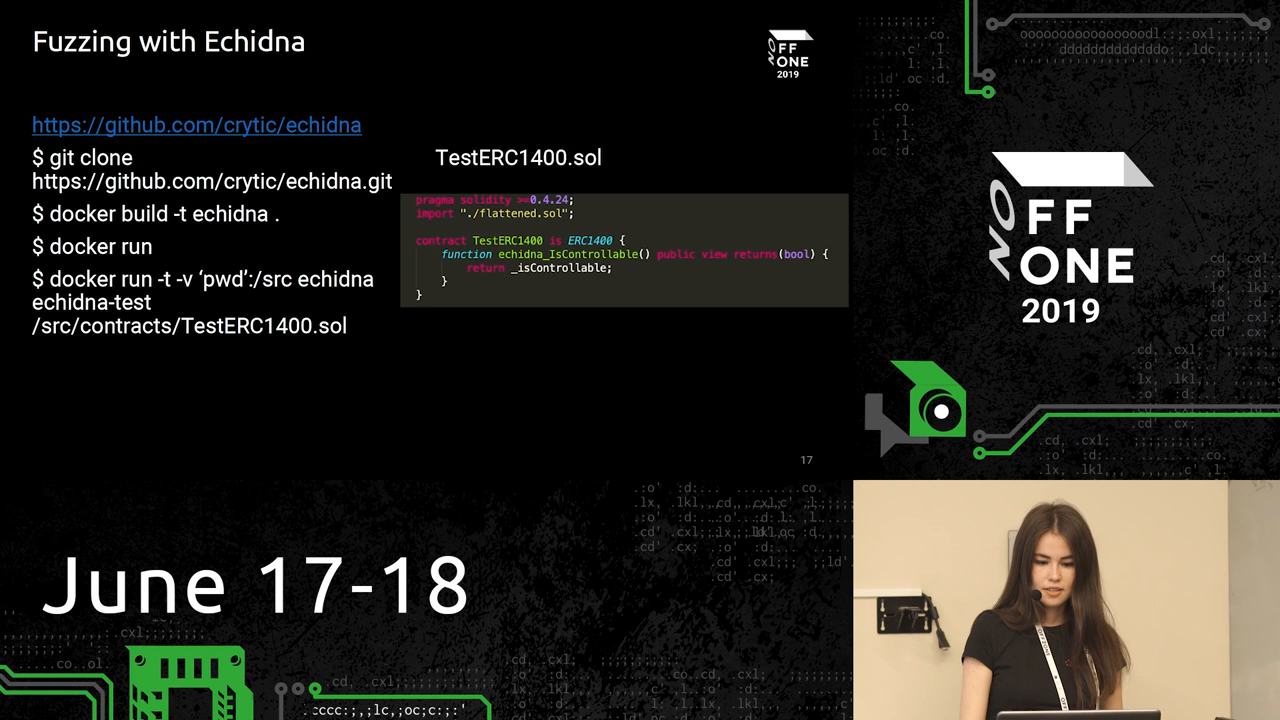 Fuzzing with Echidna
NO
OFF
ONE
2019
https://github.com/crytic/echidna
$ git clone
https://github.com/crytic/echidna.git
$ docker build -t echidna .
$ docker run
$ docker run -t -v ‘pwd’:/src echidna
echidna-test
/src/contracts/TestERC1400.sol
TestERC1400.sol
pragma solidity >=0.4.24;
import "./flattened.sol";
contract TestERC1400 is ERC1400 {
function echidna_IsControllable() public view returns(bool) {
return _isControllable;
}
}
17
NO
FF
ONE
2019
June 17-18